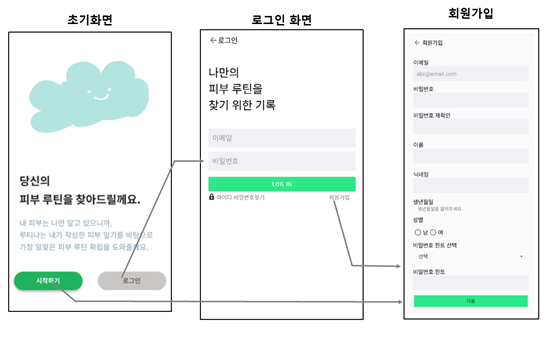 초기화면
당신의
피부 루틴을 찾아드릴께요.
내 피부는 나만 알고 있으니까,
루티나는 내가 작성한 피부 일기를 바탕으로
가장 알맞은 피부 루틴 확립을 도와줄께요.
시작하기
로그인
로그인 화면
로그인
나만의
피부 루틴을
찾기 위한 기록
이메일
비밀번호
LOG IN
아이디·비밀번호찾기
회원가입
회원가입
회원가입
이메일
abc@email.com
비밀번호
비밀번호 재확인
이름
닉네임
생년월일
생년월일을 알려주세요.
성별
남 여
비밀번호 힌트 선택
선택
비밀번호 힌트
다음